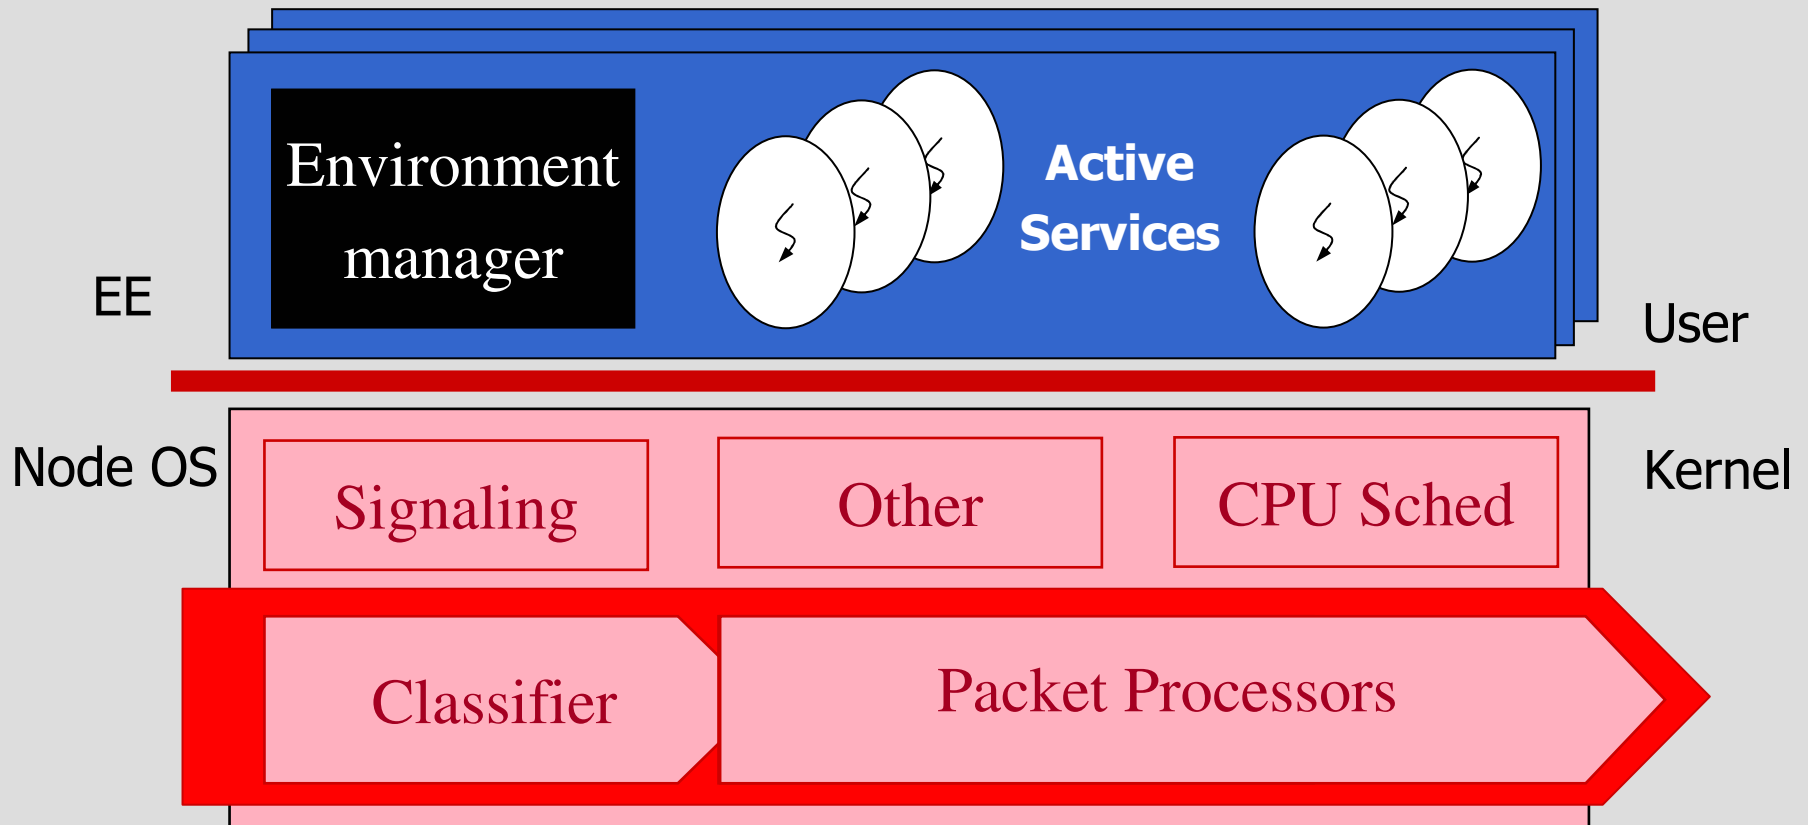 Environment
manager
Active
Services
EE
User
Node OS
Kernel
Signaling
Other
CPU Sched
Classifier
Packet Processors